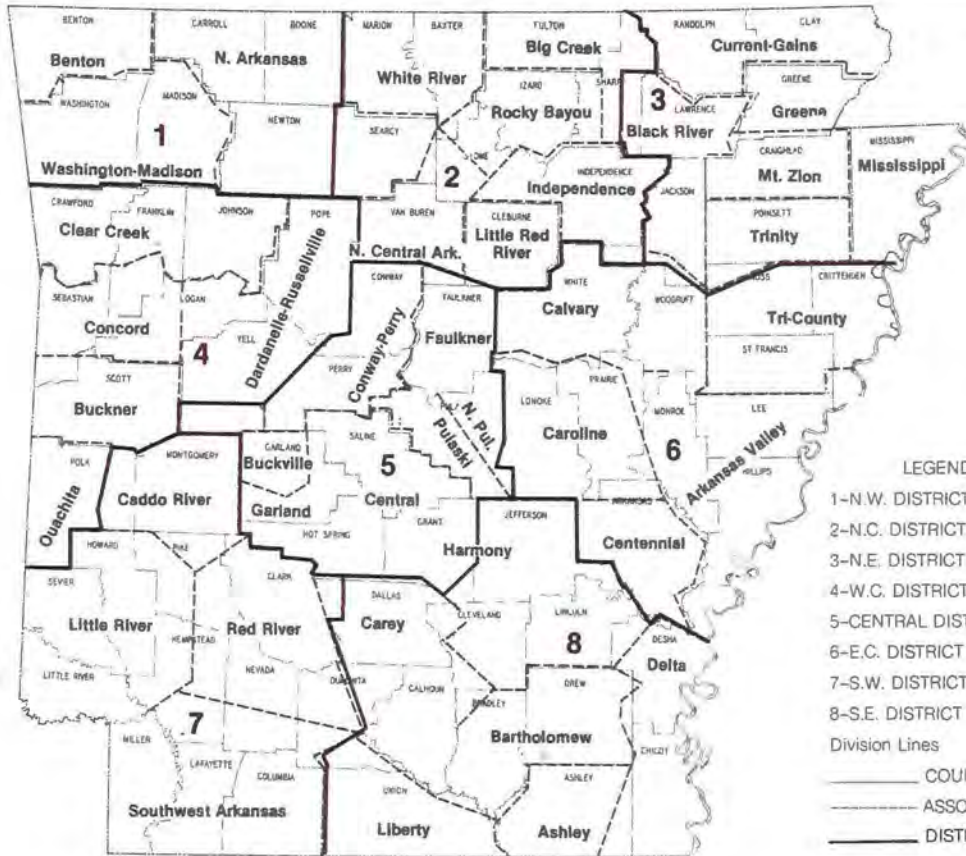 BENTON
CARROLL
BOONE
MARION
BAXTER
FULTON
RANDOLPH
CLAY
Benton
N. Arkansas
White River
Big Creek
Current-Gains
WASHINGTON
MADISON
IZARD
SHARP
GREENE
1
NEWTON
SEARCY
Rocky Bayou
3
LAWRENCE
Black River
Greene
Washington-Madison
STONE
2
INDEPENDENCE
Independence
JACKSON
CRAIGHEAD
Mt. Zion
MISSISSIPPI
Mississippi
CRAWFORD
FRANKLIN
JOHNSON
POPE
VAN BUREN
CLEBURNE
POINSETT
Clear Creek
N. Central Ark.
Little Red
River
Trinity
SEBASTIAN
LOGAN
CONWAY
FAULKNER
WHITE
WOODRUFF
CROSS
CRITTENDEN
Concord
4
YELL
Dardanelle-Russellville
PERRY
Conway-Perry
Faulkner
Calvary
Tri-County
ST FRANCIS
SCOTT
Buckner
PRAIRIE
LONOKE
MONROE
LEE
N. Pul.
Pulaski
Caroline
6
Arkansas Valley
PHILLIPS
POLK
MONTGOMERY
GARLAND
SALINE
Buckville
5
Ouachita
Caddo River
Garland
Central
HOT SPRING
GRANT
JEFFERSON
ARKANSAS
Centennial
HOWARD
PIKE
Harmony
SEVIER
CLARK
DALLAS
CLEVELAND
LINCOLN
DESHA
Little River
HEMPSTEAD
Red River
Carey
8
Delta
LITTLE RIVER
NEVADA
OUACHITA
CALHOUN
BRADLEY
DREW
7
MILLER
LAFAYETTE
COLUMBIA
Bartholomew
CHICOT
Southwest Arkansas
UNION
Liberty
ASHLEY
Ashley
LEGEND
1-N.W. DISTRICT
2-N.C. DISTRICT
3-N.E. DISTRICT
4-W.C. DISTRICT
5-CENTRAL DIST
6-E.C. DISTRICT
7-S.W. DISTRICT
8-S.E. DISTRICT
Division Lines
COU
ASSO
DIST